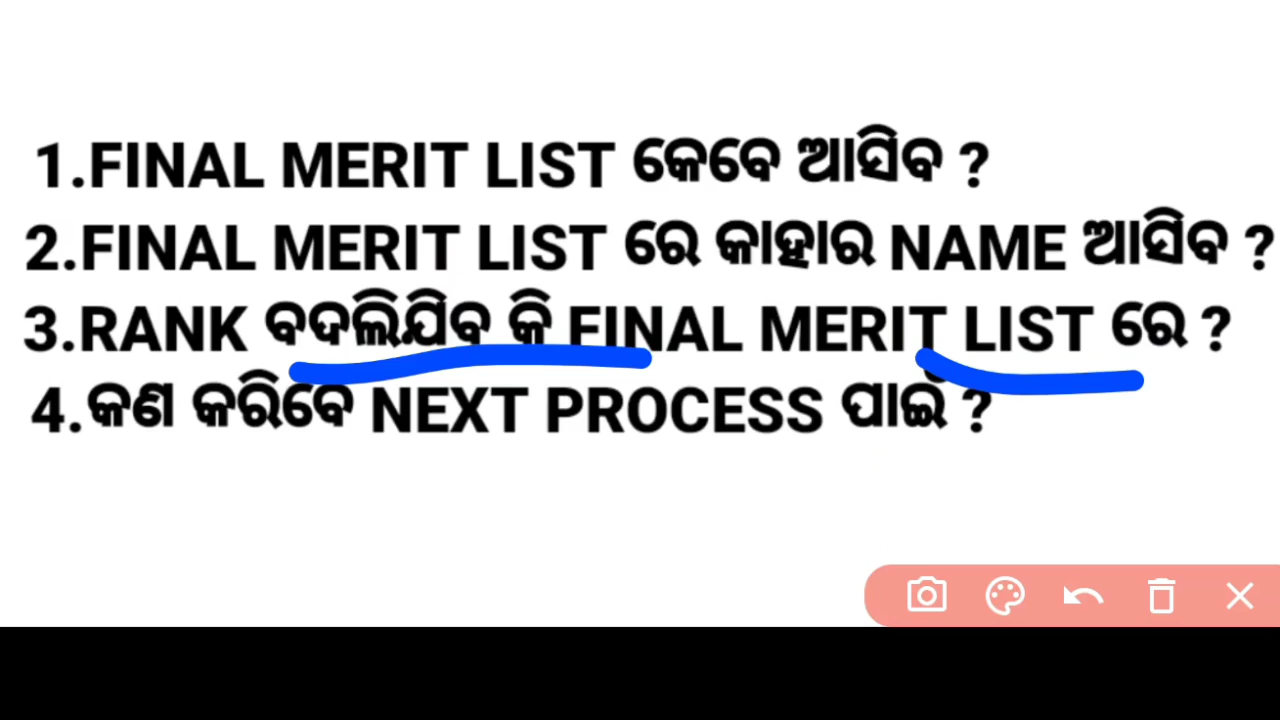 1.FINAL MERIT LIST କେବେ ଆସିବ ?
2.FINAL MERIT LIST ରେ କାହାର NAME ଆସିବ ?
3.RANK ବଦଲିଯିବ କି FINAL MERIT LIST ରେ ?
4.କଣ କରିବେ NEXT PROCESS ପାଇଁ ?